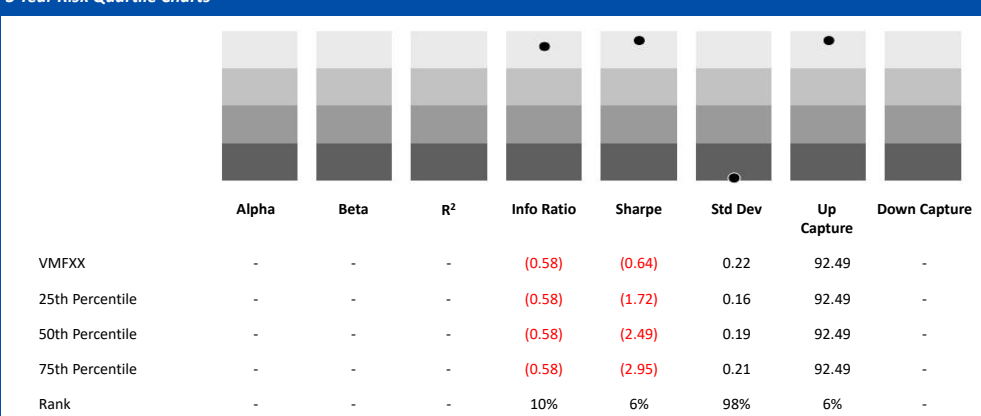 Alpha Beta R² Info Ratio Sharpe Std Dev Up Capture Down Capture
VMFXX - - - (0.58) (0.64) 0.22 92.49 -
25th Percentile - - - (0.58) (1.72) 0.16 92.49 -
50th Percentile - - - (0.58) (2.49) 0.19 92.49 -
75th Percentile - - - (0.58) (2.95) 0.21 92.49 -
Rank - - - 10% 6% 98% 6% -